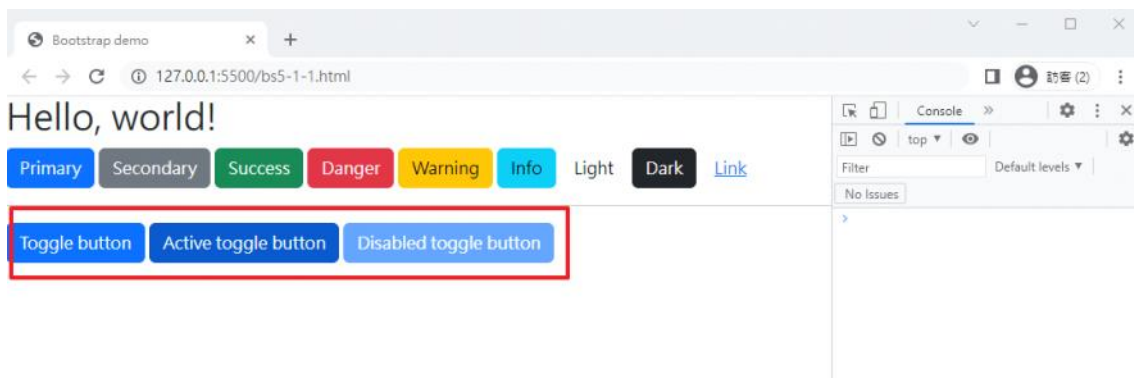 Bootstrap demo
127.0.0.1:5500/bs5-1-1.html
訪客 (2)
Hello, world!
Primary Secondary Success Danger Warning Info Light Dark Link
Toggle button Active toggle button Disabled toggle button
Console
top
Filter Default levels
No Issues